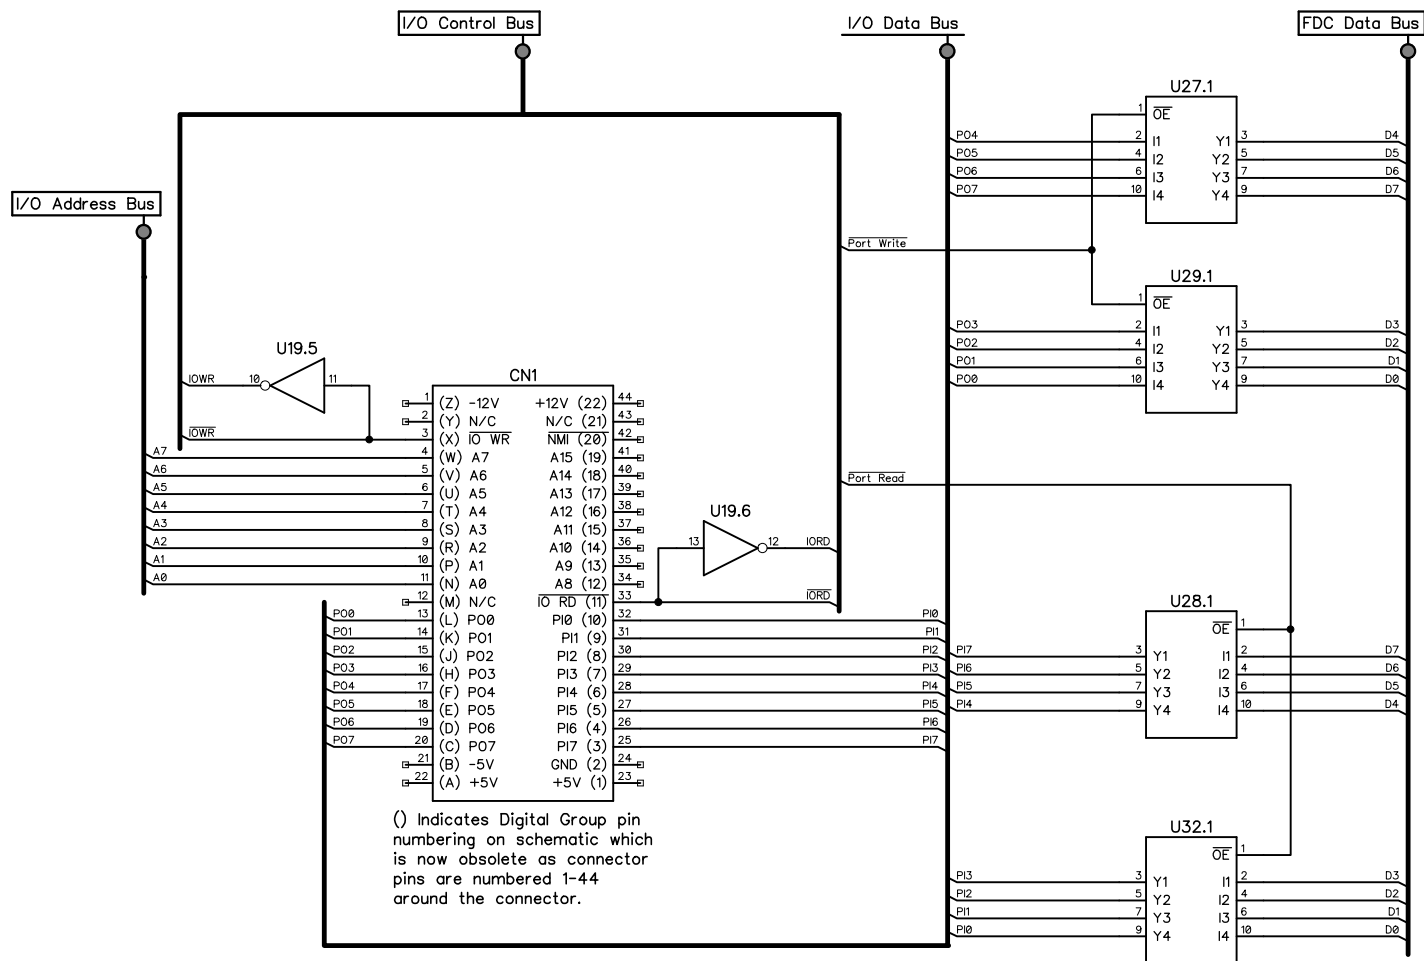 I/O Control Bus
I/O Data Bus
FDC Data Bus
I/O Address Bus
U27.1
1 OE
PO4 2 I1 Y1 3 D4
PO5 4 I2 Y2 5 D5
PO6 6 I3 Y3 7 D6
PO7 10 I4 Y4 9 D7
Port Write
U29.1
1 OE
PO3 2 I1 Y1 3 D3
PO2 4 I2 Y2 5 D2
PO1 6 I3 Y3 7 D1
PO0 10 I4 Y4 9 D0
U19.5
IOWR 10 11
IOWR
CN1
1 (Z) -12V +12V (22) 44
2 (Y) N/C N/C (21) 43
3 (X) IO WR NMI (20) 42
A7 4 (W) A7 A15 (19) 41
A6 5 (V) A6 A14 (18) 40
A5 6 (U) A5 A13 (17) 39
A4 7 (T) A4 A12 (16) 38
A3 8 (S) A3 A11 (15) 37
A2 9 (R) A2 A10 (14) 36
A1 10 (P) A1 A9 (13) 35
A0 11 (N) A0 A8 (12) 34
12 (M) N/C IO RD (11) 33
PO0 13 (L) PO0 PI0 (10) 32 PI0
PO1 14 (K) PO1 PI1 (9) 31 PI1
PO2 15 (J) PO2 PI2 (8) 30 PI2
PO3 16 (H) PO3 PI3 (7) 29 PI3
PO4 17 (F) PO4 PI4 (6) 28 PI4
PO5 18 (E) PO5 PI5 (5) 27 PI5
PO6 19 (D) PO6 PI6 (4) 26 PI6
PO7 20 (C) PO7 PI7 (3) 25 PI7
21 (B) -5V GND (2) 24
22 (A) +5V +5V (1) 23
Port Read
U19.6
13 12 IORD
IORD
U28.1
OE 1
PI7 3 Y1 I1 2 D7
PI6 5 Y2 I2 4 D6
PI5 7 Y3 I3 6 D5
PI4 9 Y4 I4 10 D4
U32.1
OE 1
PI3 3 Y1 I1 2 D3
PI2 5 Y2 I2 4 D2
PI1 7 Y3 I3 6 D1
PI0 9 Y4 I4 10 D0
() Indicates Digital Group pin
numbering on schematic which
is now obsolete as connector
pins are numbered 1-44
around the connector.